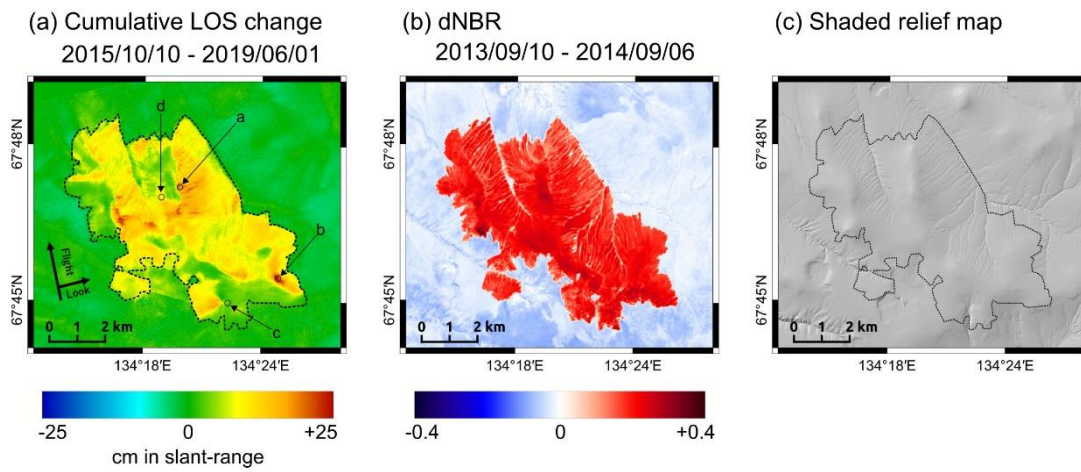 (a) Cumulative LOS change
2015/10/10 - 2019/06/01
67°48'N
67°45'N
d
a
b
c
Flight
Look
0 1 2 km
134°18'E 134°24'E
-25 0 +25
cm in slant-range
(b) dNBR
2013/09/10 - 2014/09/06
67°48'N
67°45'N
0 1 2 km
134°18'E 134°24'E
-0.4 0 +0.4
(c) Shaded relief map
67°48'N
67°45'N
0 1 2 km
134°18'E 134°24'E